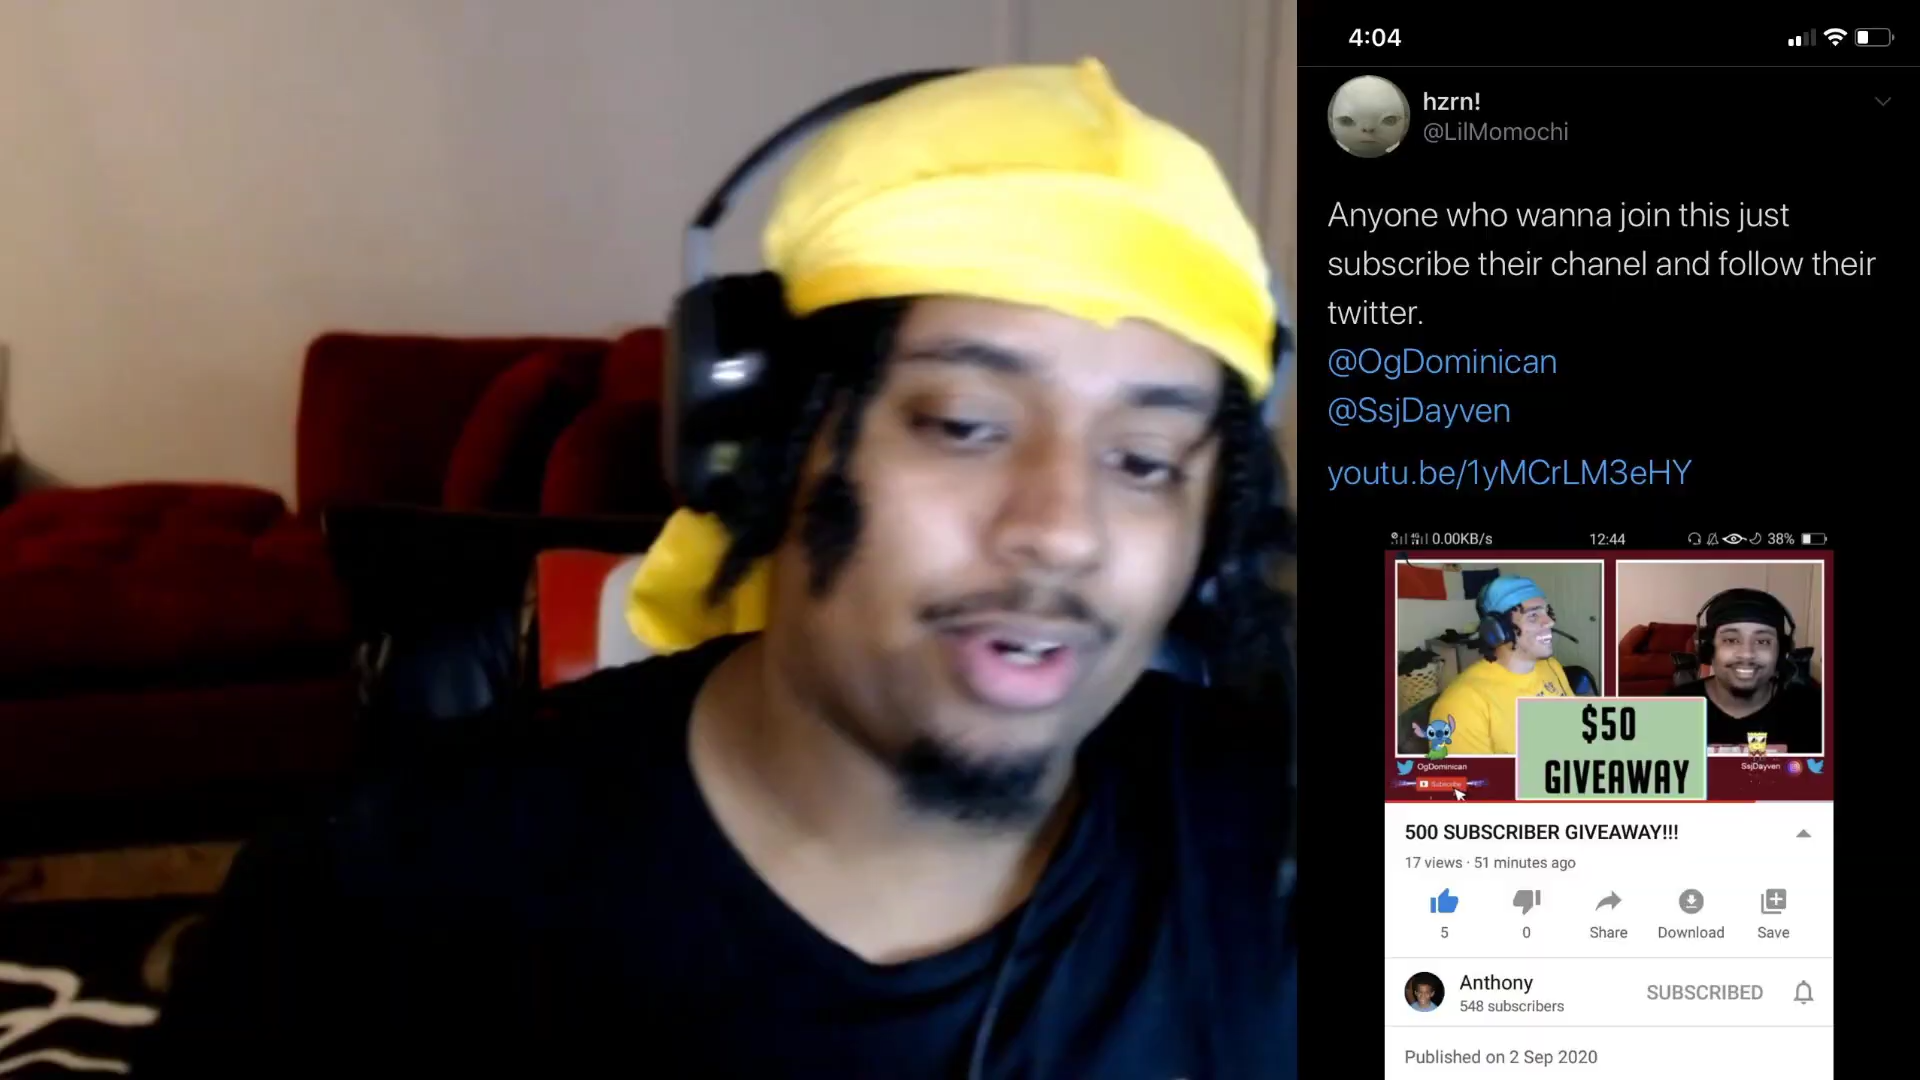 4:04
hzrn!
@LilMomochi
Anyone who wanna join this just
subscribe their chanel and follow their
twitter.
@OgDominican
@SsjDayven
youtu.be/1yMCrLM3eHY
0.00KB/s 12:44 38%
$50
GIVEAWAY
OgDominican
Subscribe
SsjDayven
500 SUBSCRIBER GIVEAWAY!!!
17 views · 51 minutes ago
5 0 Share Download Save
Anthony
548 subscribers
SUBSCRIBED
Published on 2 Sep 2020